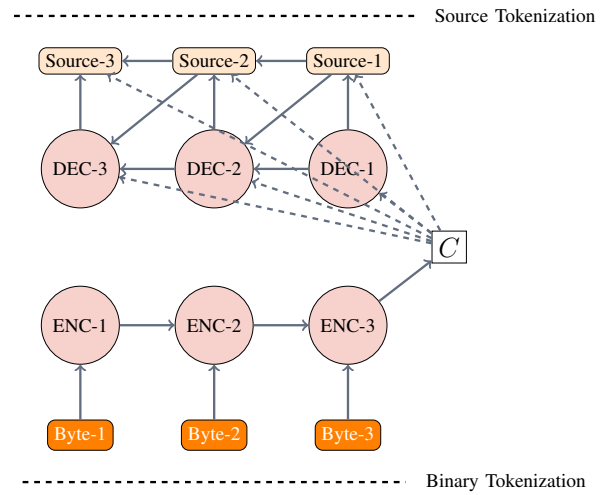 Source Tokenization
Source-3 Source-2 Source-1
DEC-3 DEC-2 DEC-1
C
ENC-1 ENC-2 ENC-3
Byte-1 Byte-2 Byte-3
Binary Tokenization